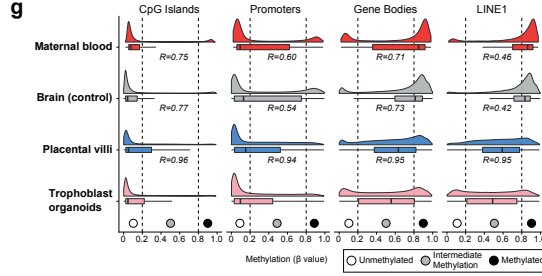 g
CpG Islands Promoters Gene Bodies LINE1
Maternal blood
R=0.75 R=0.60 R=0.71 R=0.46
Brain (control)
R=0.77 R=0.54 R=0.73 R=0.42
Placental villi
R=0.96 R=0.94 R=0.95 R=0.95
Trophoblast
organoids
0 0.2 0.4 0.6 0.8 1.0 0 0.2 0.4 0.6 0.8 1.0 0 0.2 0.4 0.6 0.8 1.0 0 0.2 0.4 0.6 0.8 1.0
Methylation (β value)
Unmethylated Intermediate Methylation Methylated